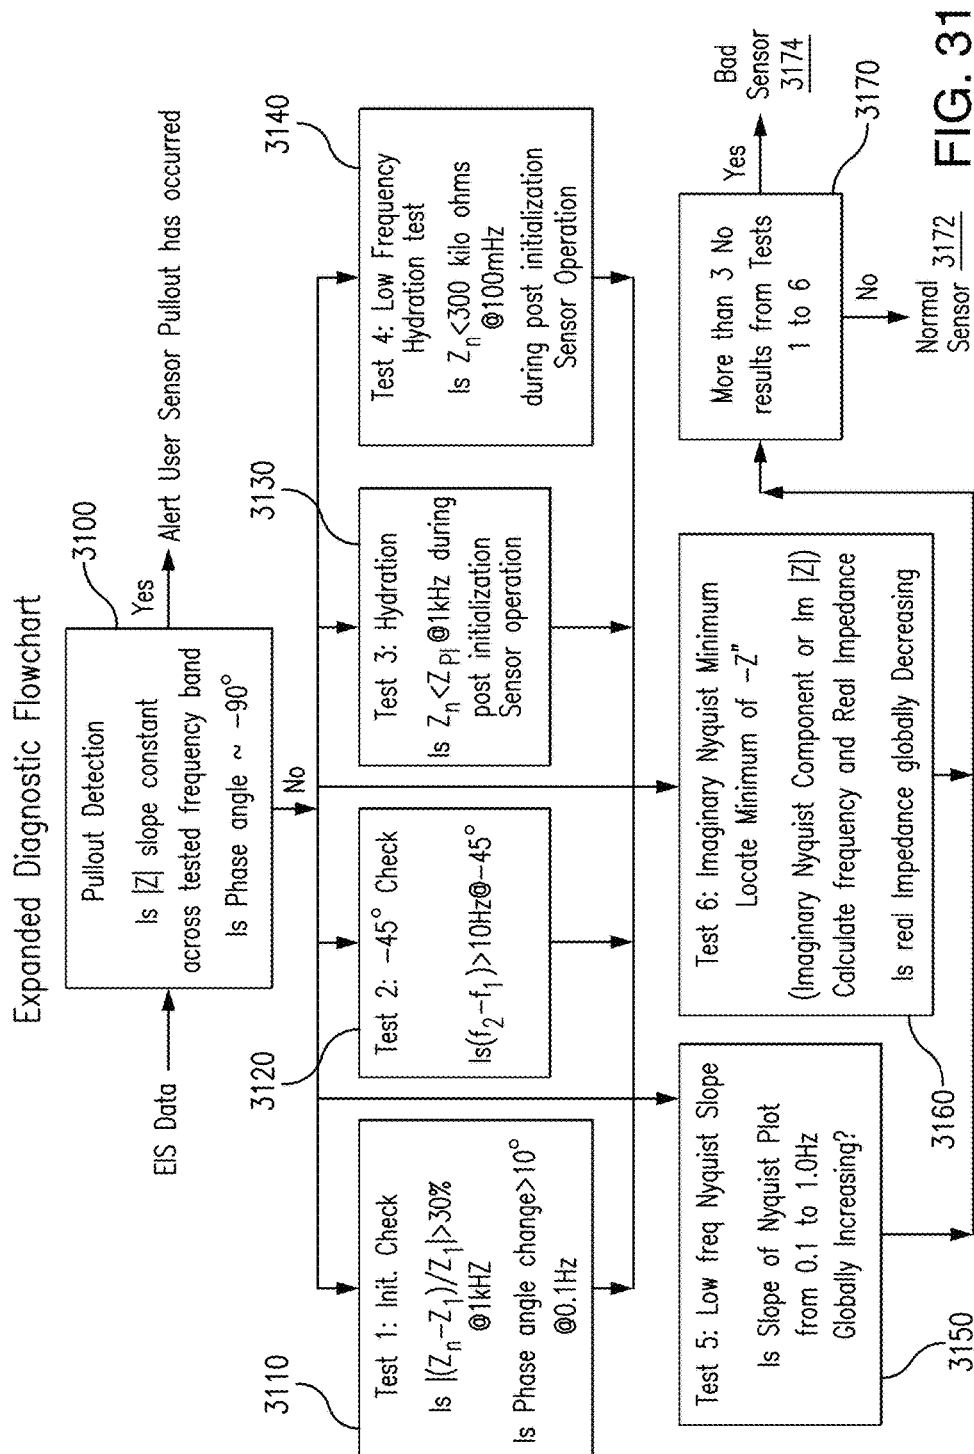 Expanded Diagnostic Flowchart
EIS Data
Pullout Detection
Is |Z| slope constant
across tested frequency band
Is Phase angle ~ -90°
3100
Yes
Alert User Sensor Pullout has occurred
No
3110
Test 1: Init. Check
Is |(Zn-Z1)/Z1|>30%
@1kHZ
Is Phase angle change>10°
@0.1Hz
3120
Test 2: -45° Check
Is(f2-f1)>10Hz@-45°
3130
Test 3: Hydration
Is Zn<ZPI@1kHz during
post initialization
Sensor operation
3140
Test 4: Low Frequency
Hydration test
Is Zn<300 kilo ohms
@100mHz
during post initialization
Sensor Operation
Test 5: Low freq Nyquist Slope
Is Slope of Nyquist Plot
from 0.1 to 1.0Hz
Globally Increasing?
3150
Test 6: Imaginary Nyquist Minimum
Locate Minimum of -Z"
(Imaginary Nyquist Component or Im |Z|)
Calculate frequency and Real Impedance
Is real Impedance globally Decreasing
3160
More than 3 No
results from Tests
1 to 6
3170
Yes
Bad
Sensor
3174
No
Normal
Sensor 3172
FIG. 31